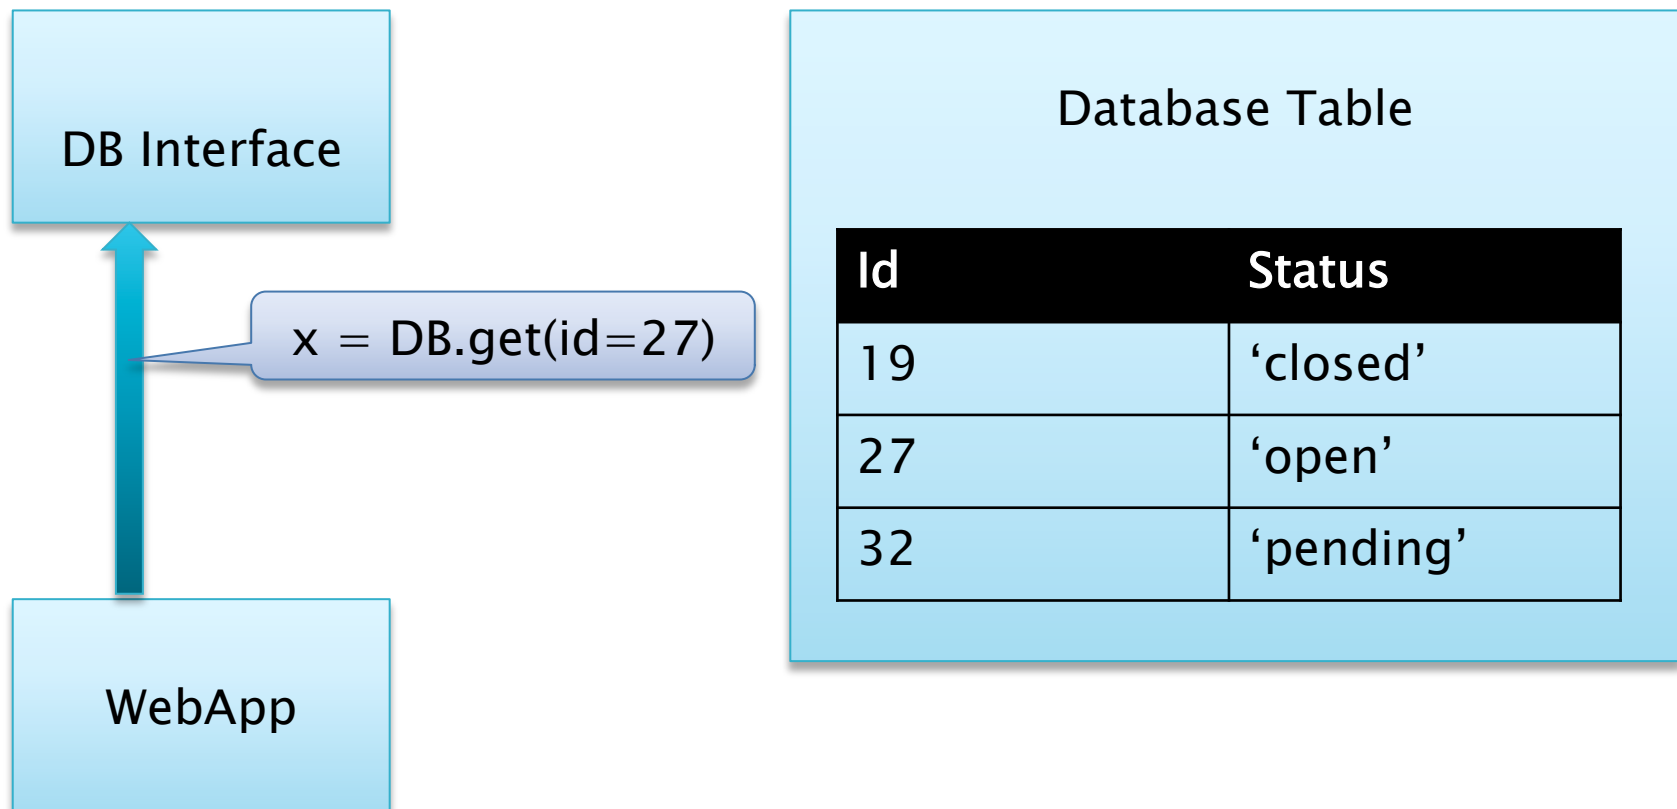 DB Interface
x = DB.get(id=27)
WebApp
Database Table
Id Status
19 ‘closed’
27 ‘open’
32 ‘pending’